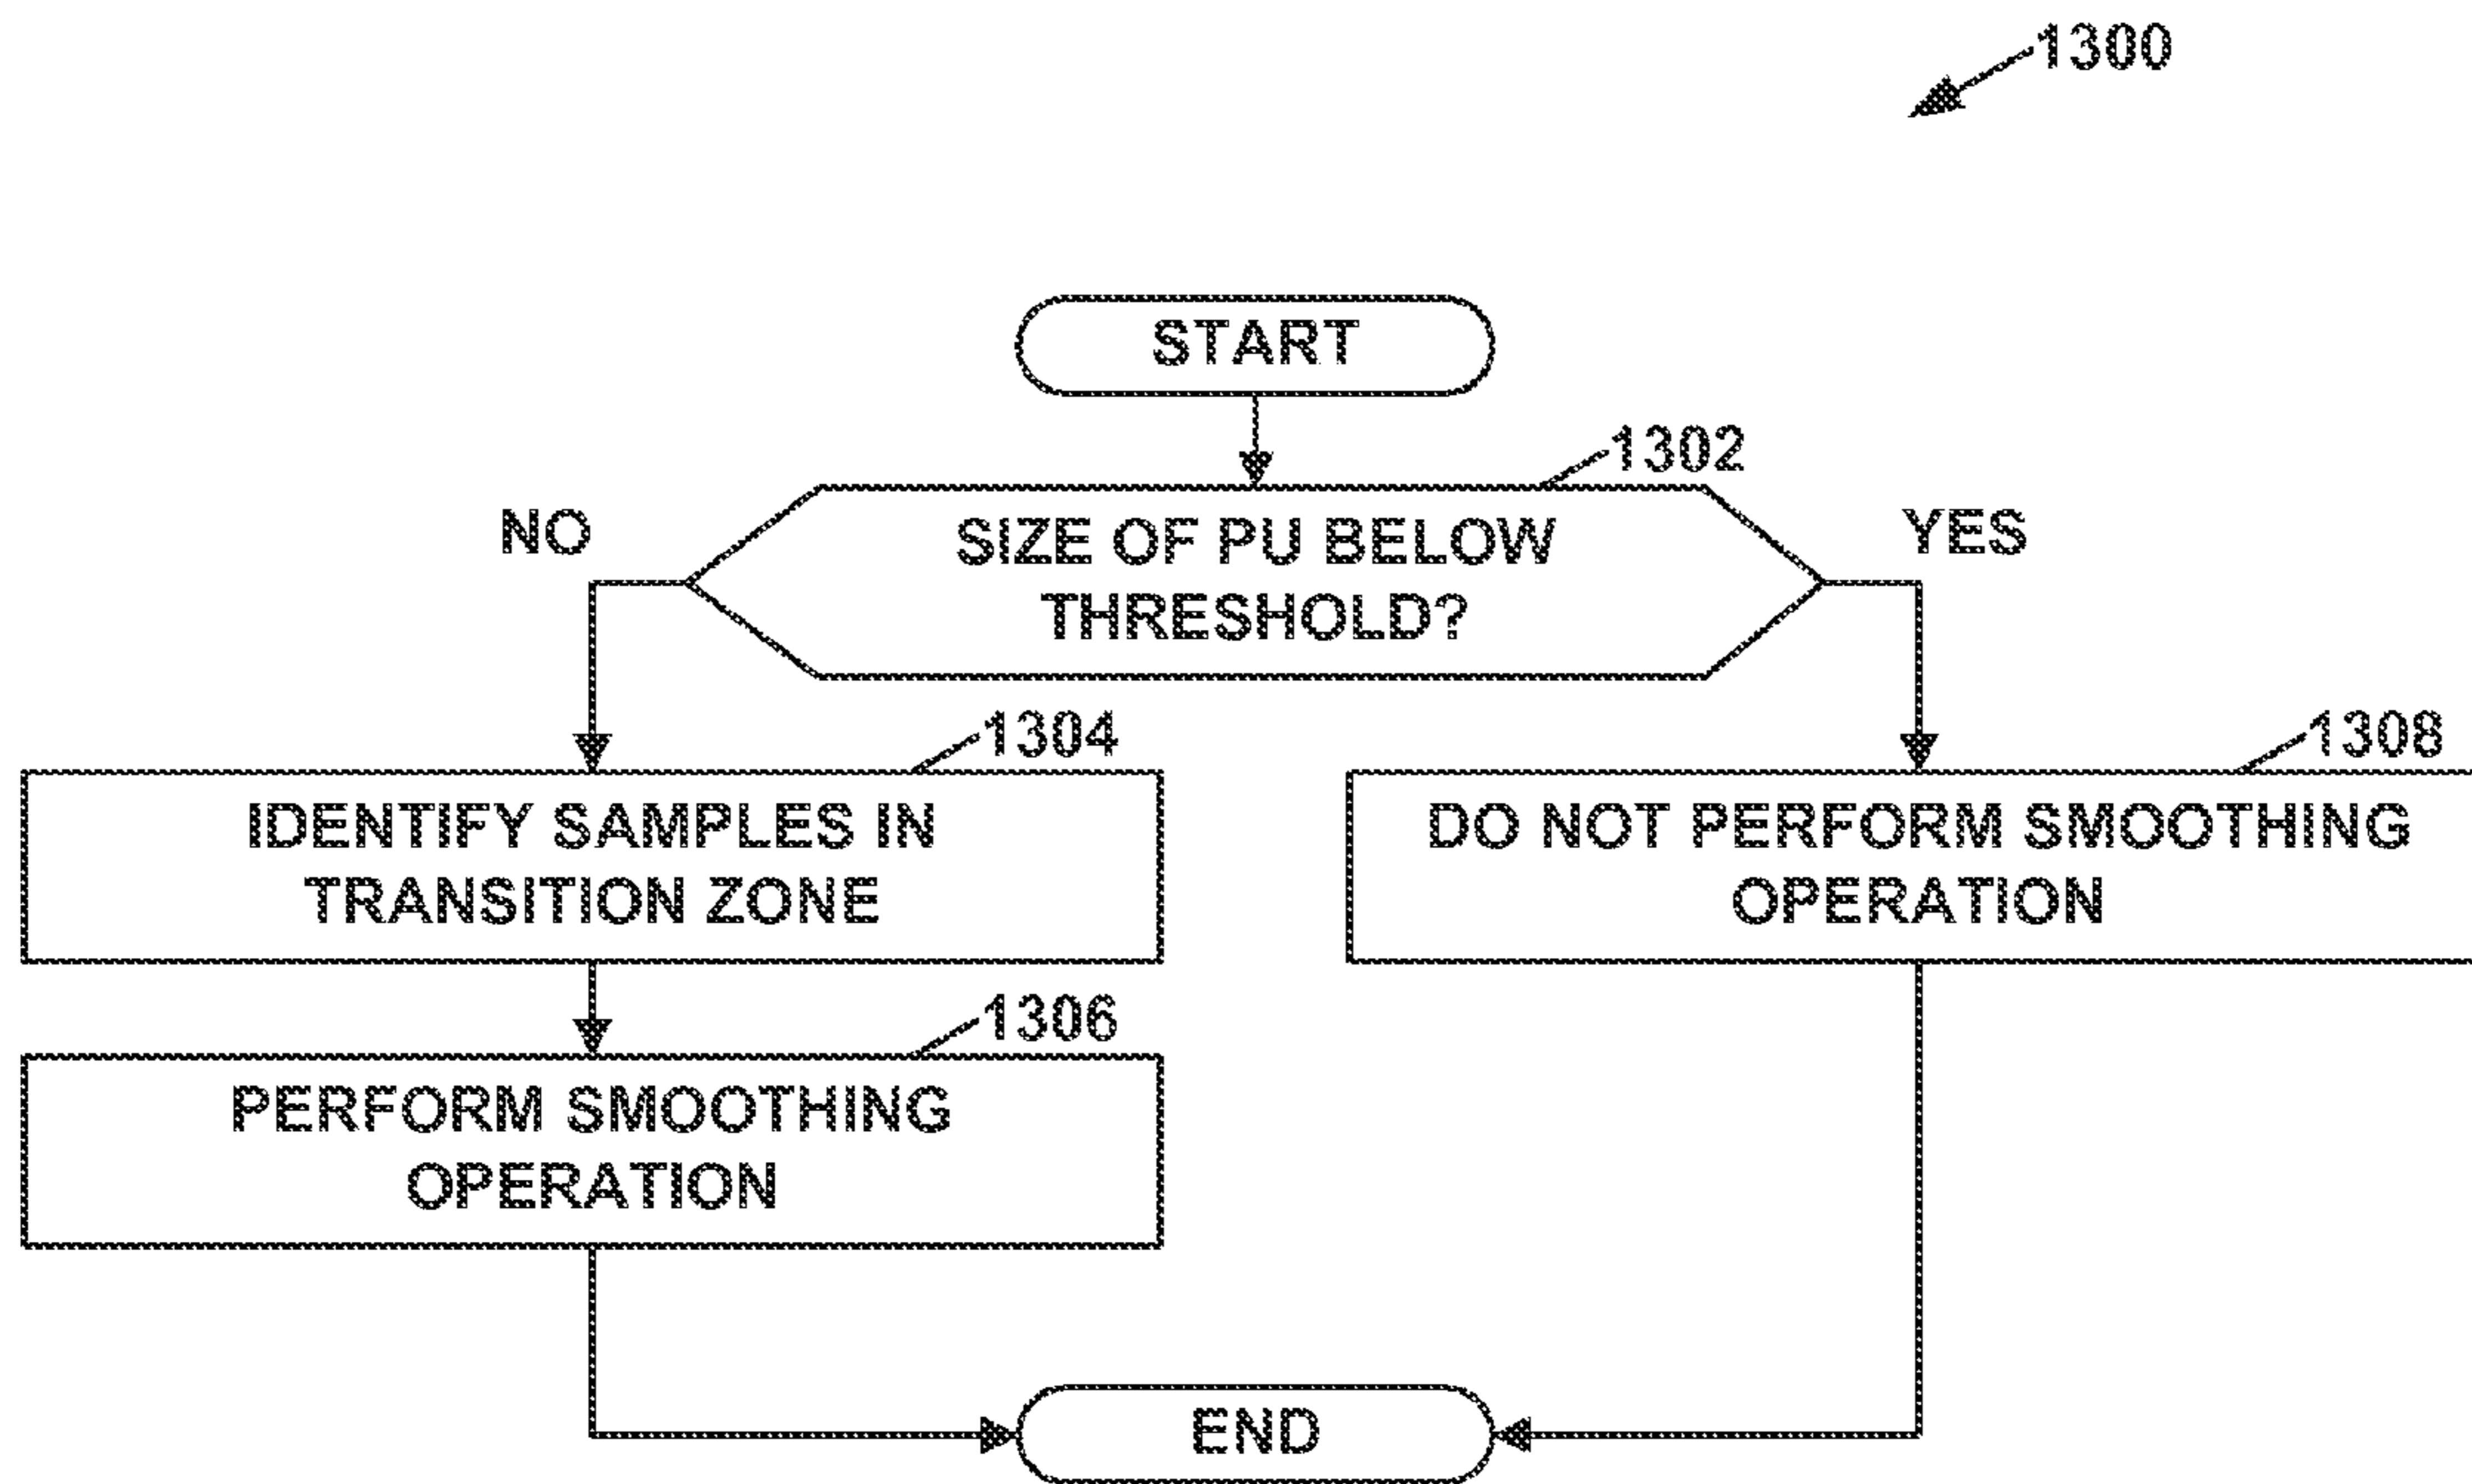 1300
START
1302
NO
SIZE OF PU BELOW
THRESHOLD?
YES
1304
IDENTIFY SAMPLES IN
TRANSITION ZONE
1308
DO NOT PERFORM SMOOTHING
OPERATION
1306
PERFORM SMOOTHING
OPERATION
END